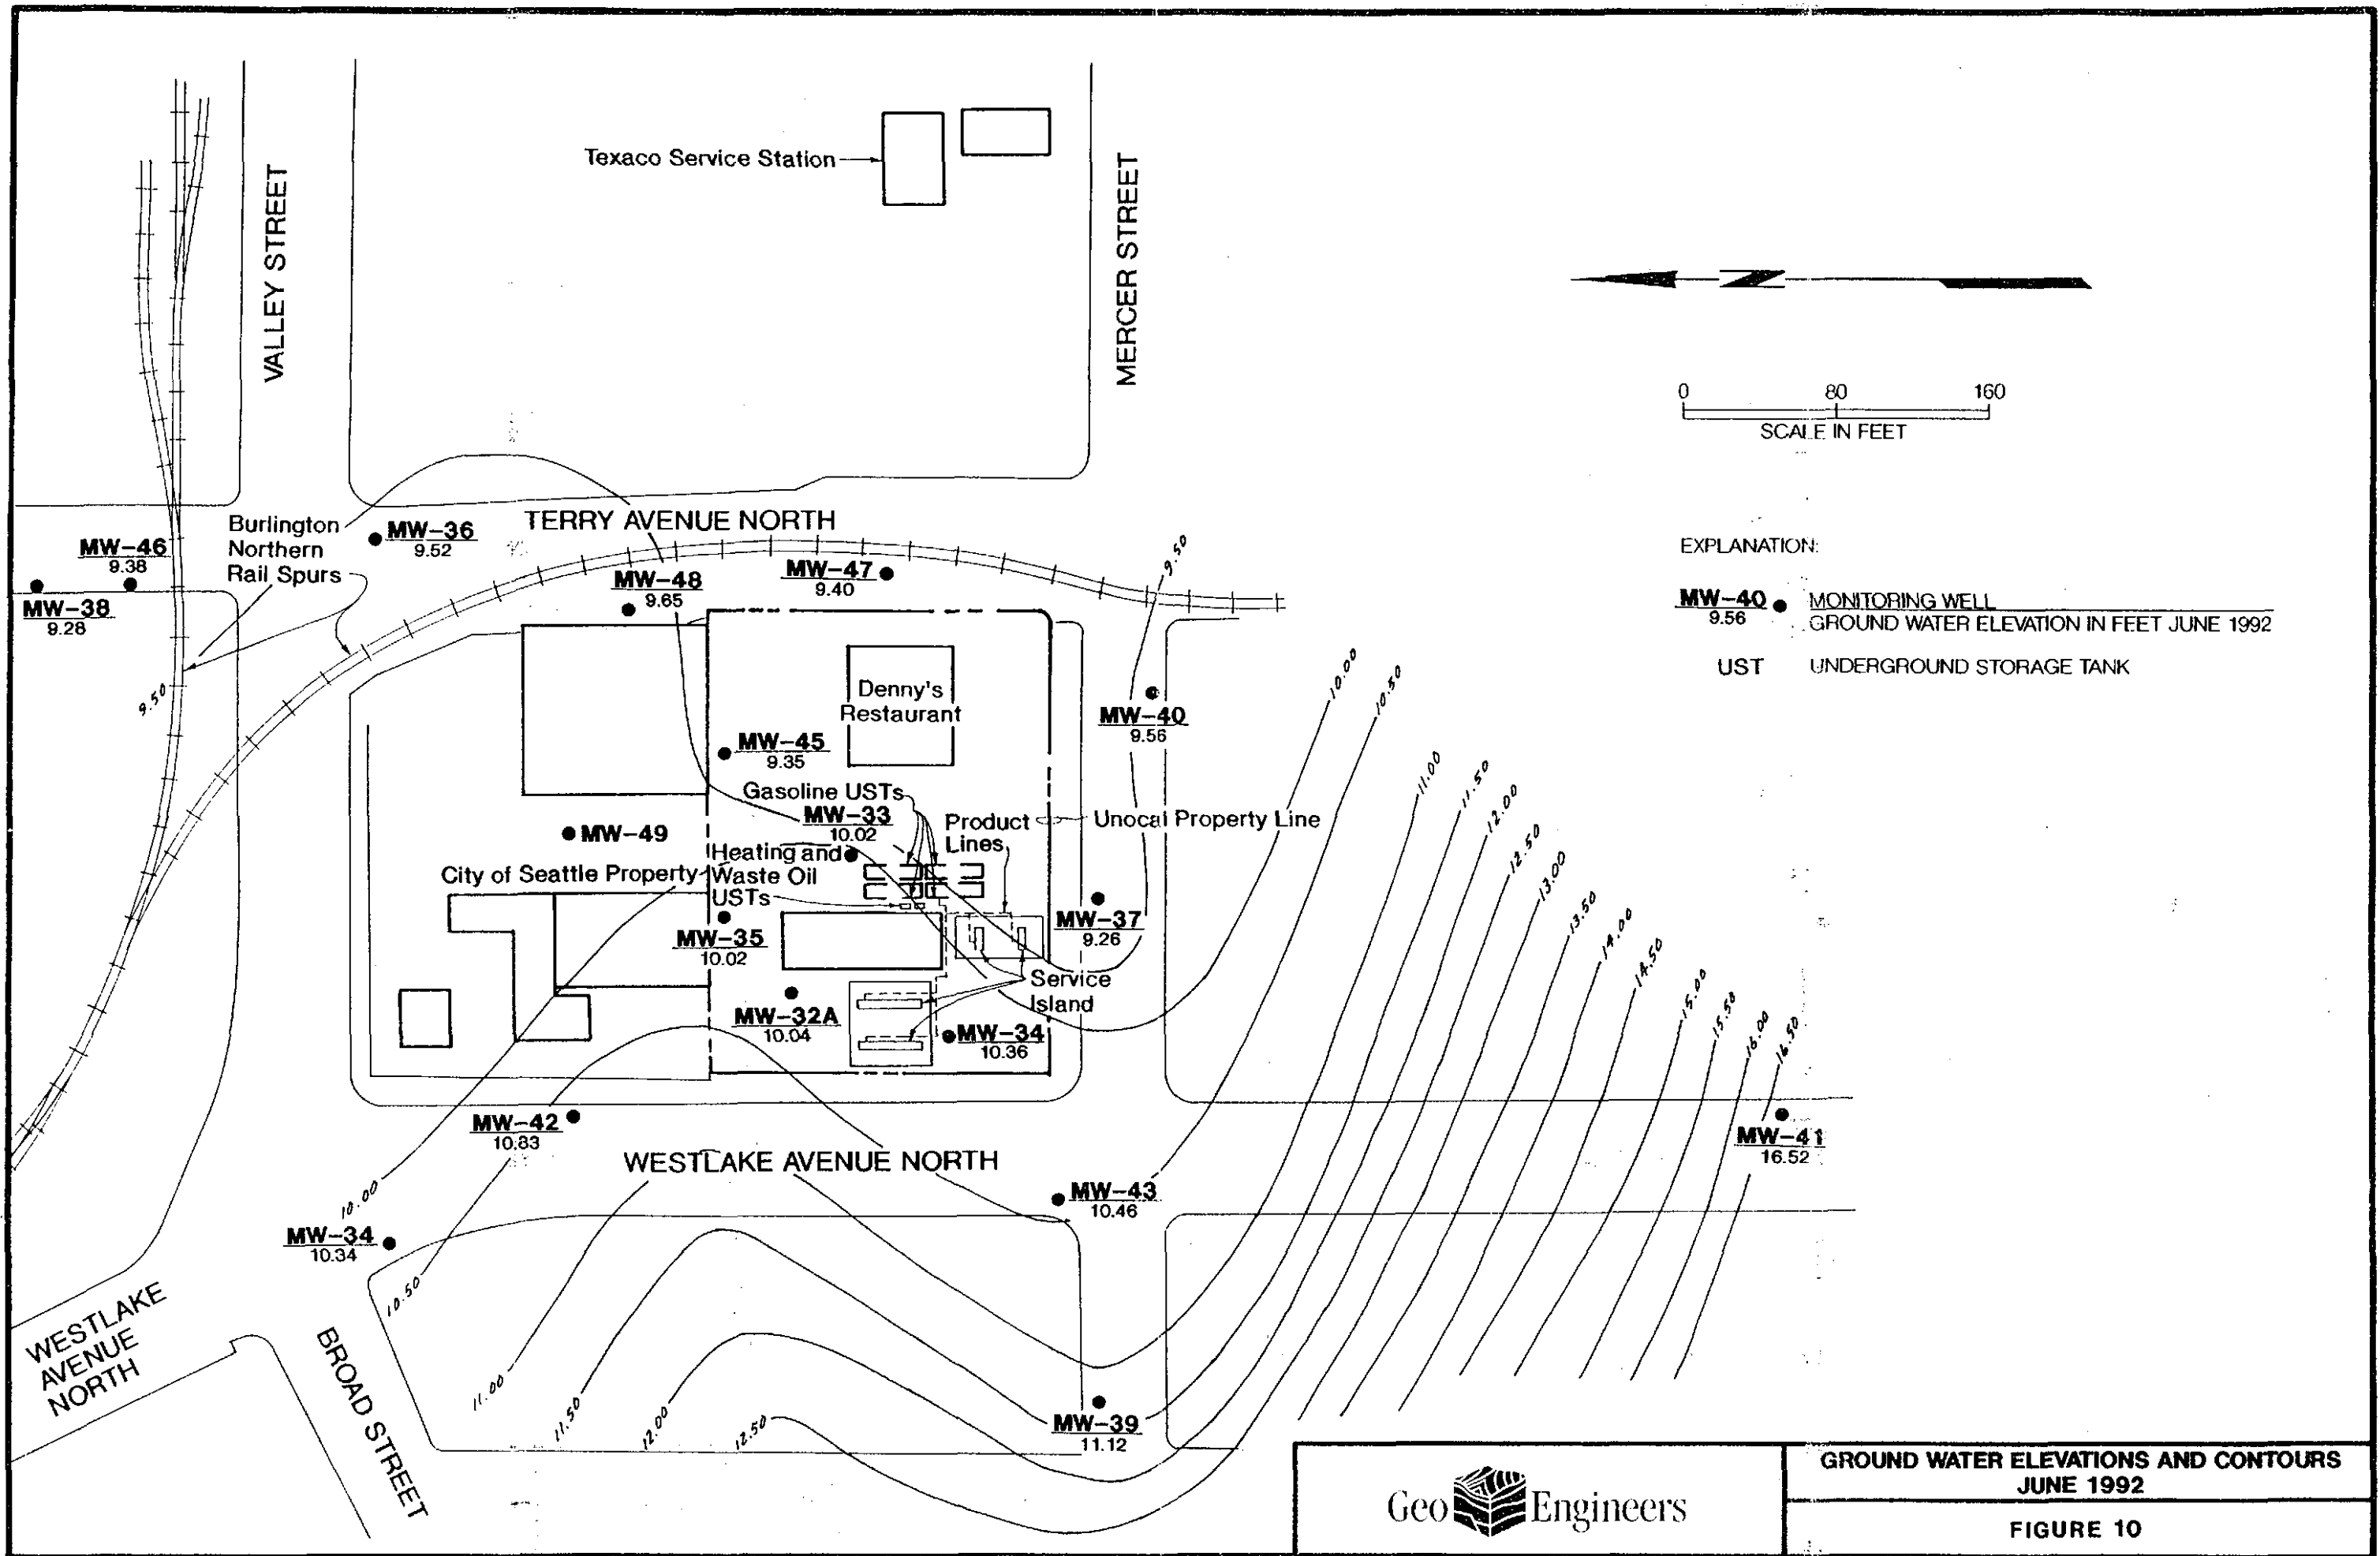 Texaco Service Station
VALLEY STREET
MERCER STREET
N
0 80 160
SCALE IN FEET
EXPLANATION:
MW-40 MONITORING WELL
9.56 GROUND WATER ELEVATION IN FEET JUNE 1992
UST UNDERGROUND STORAGE TANK
Burlington
Northern
Rail Spurs
MW-46
9.38
MW-38
9.28
MW-36
9.52
TERRY AVENUE NORTH
MW-48
9.65
MW-47
9.40
9.50
9.50
Denny's
Restaurant
MW-40
9.56
MW-45
9.35
Gasoline USTs
MW-33
10.02
Product
Lines
Unocal Property Line
MW-49
Heating and
Waste Oil
USTs
City of Seattle Property
MW-35
10.02
MW-37
9.26
Service
Island
MW-32A
10.04
MW-34
10.36
MW-42
10.83
WESTLAKE AVENUE NORTH
MW-43
10.46
MW-41
16.52
MW-34
10.34
MW-39
11.12
10.00
10.50
11.00
11.50
12.00
12.50
13.00
13.50
14.00
14.50
15.00
15.50
16.00
16.50
10.00
10.50
11.00
11.50
12.00
12.50
WESTLAKE
AVENUE
NORTH
BROAD STREET
Geo Engineers
GROUND WATER ELEVATIONS AND CONTOURS
JUNE 1992
FIGURE 10